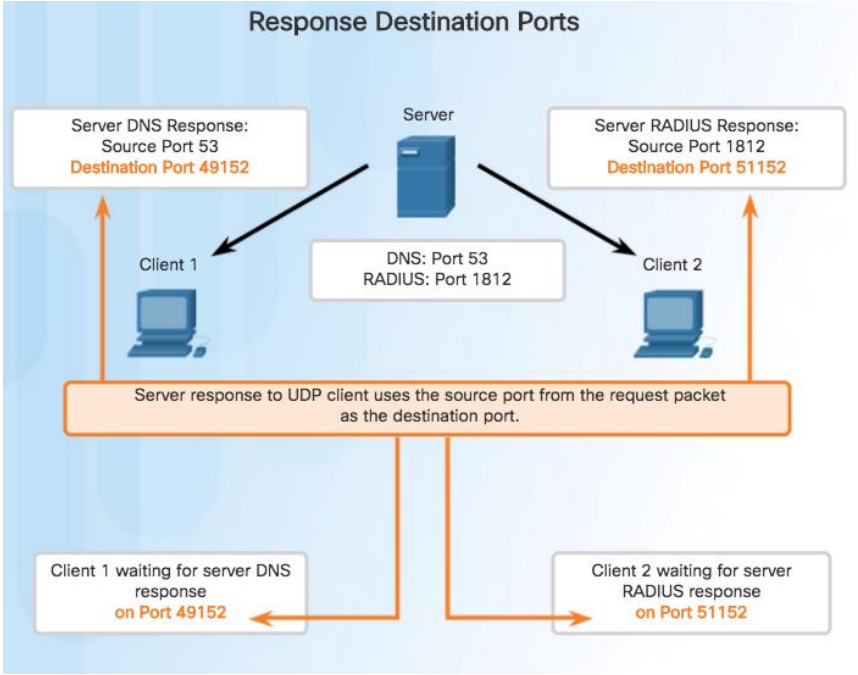 Response Destination Ports
Server DNS Response:
Source Port 53
Destination Port 49152
Server
Server RADIUS Response:
Source Port 1812
Destination Port 51152
Client 1
DNS: Port 53
RADIUS: Port 1812
Client 2
Server response to UDP client uses the source port from the request packet
as the destination port.
Client 1 waiting for server DNS
response
on Port 49152
Client 2 waiting for server
RADIUS response
on Port 51152